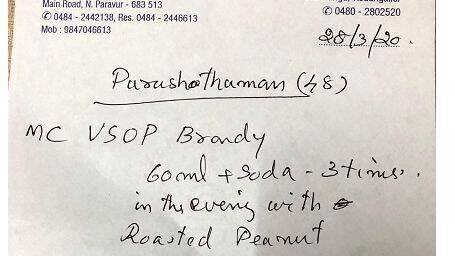 Main Road, N. Paravur - 683 513
✆ 0484 - 2442138, Res. 0484 - 2446613
Mob : 9847046613
✆ 0480 - 2802520
28/3/20.
Purushothaman (48)
MC VSOP Brandy
60ml + Soda - 3 times.
in the evenig with
Roasted Peanut